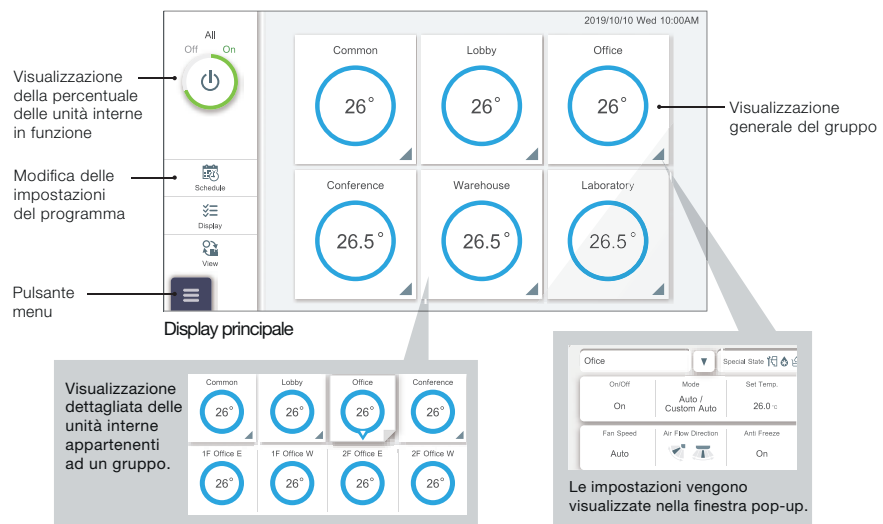 2019/10/10 Wed 10:00AM
All
Off On
Visualizzazione
della percentuale
delle unità interne
in funzione
Modifica delle
impostazioni
del programma
Pulsante
menu
Schedule
Display
View
Common
26°
Lobby
26°
Office
26°
Conference
26.5°
Warehouse
26.5°
Laboratory
26.5°
Visualizzazione
generale del gruppo
Display principale
Visualizzazione
dettagliata delle
unità interne
appartenenti
ad un gruppo.
Common Lobby Office Conference
26° 26° 26° 26°
1F Office E 1F Office W 2F Office E 2F Office W
26° 26° 26° 26°
Ofice
Special State
On/Off Mode Set Temp.
On Auto / Custom Auto 26.0 °C
Fan Speed Air Flow Direction Anti Freeze
Auto On
Le impostazioni vengono
visualizzate nella finestra pop-up.